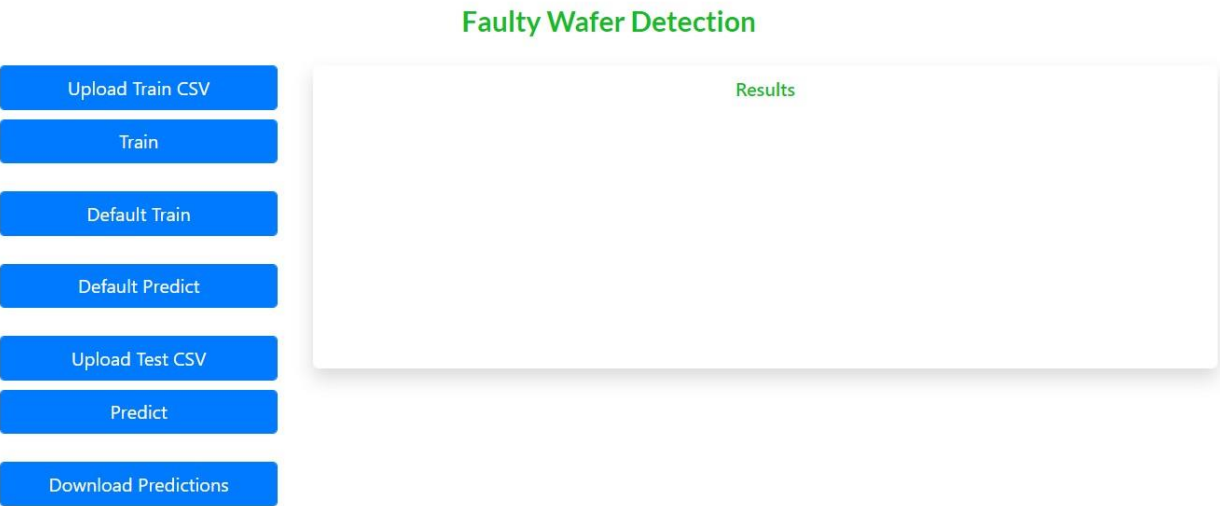 Faulty Wafer Detection
Upload Train CSV
Train
Default Train
Default Predict
Upload Test CSV
Predict
Download Predictions
Results